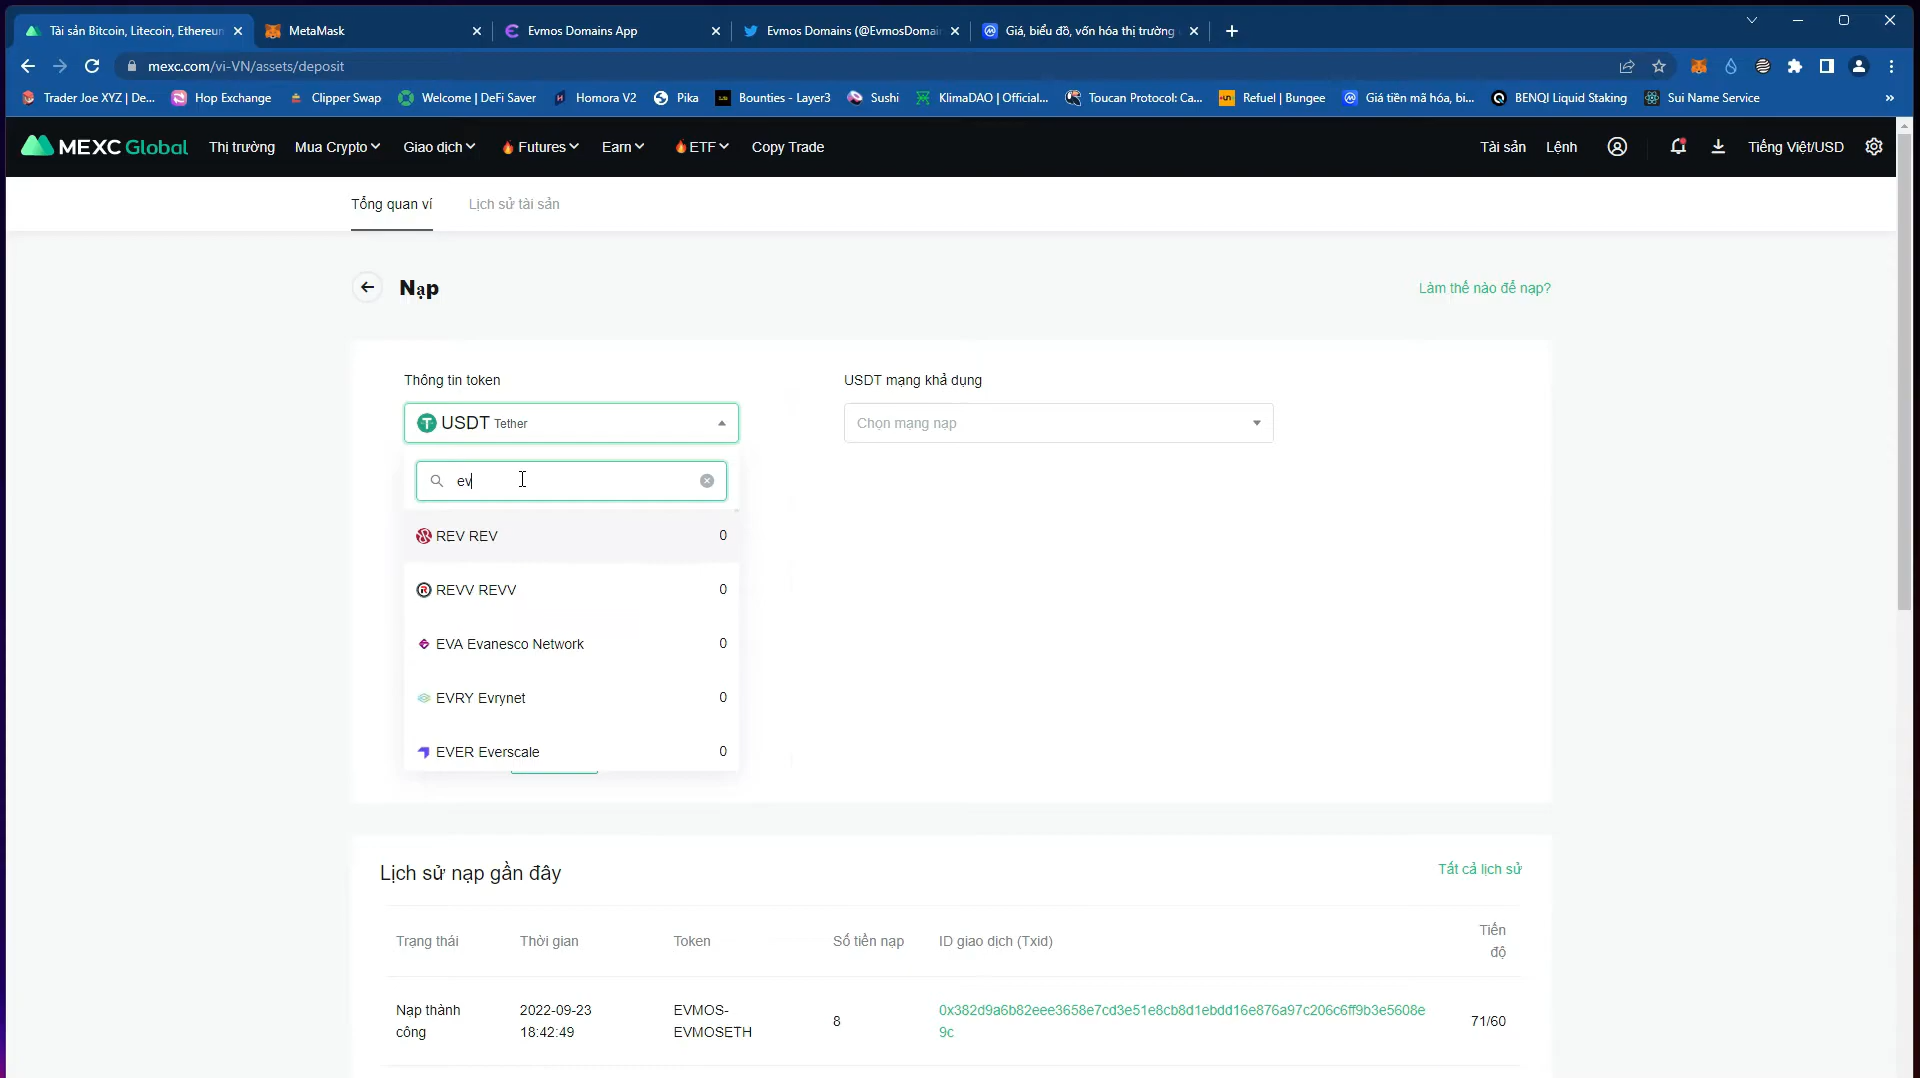 Tài sản Bitcoin, Litecoin, Ethereun
MetaMask
Evmos Domains App
Evmos Domains (@EvmosDomai
Giá, biểu đồ, vốn hóa thị trường
mexc.com/vi-VN/assets/deposit
Trader Joe XYZ | De...
Hop Exchange
Clipper Swap
Welcome | DeFi Saver
Homora V2
Pika
Bounties - Layer3
Sushi
KlimaDAO | Official...
Toucan Protocol: Ca...
Refuel | Bungee
Giá tiền mã hóa, bi...
BENQI Liquid Staking
Sui Name Service
MEXC Global
Thị trường
Mua Crypto
Giao dịch
Futures
Earn
ETF
Copy Trade
Tài sản
Lệnh
Tiếng Việt/USD
Tổng quan ví
Lịch sử tài sản
Nạp
Làm thế nào để nạp?
Thông tin token
USDT mạng khả dụng
USDT Tether
Chọn mạng nạp
ev
REV REV 0
REVV REVV 0
EVA Evanesco Network 0
EVRY Evrynet 0
EVER Everscale 0
Lịch sử nạp gần đây
Tất cả lịch sử
Trạng thái
Thời gian
Token
Số tiền nạp
ID giao dịch (Txid)
Tiến
độ
Nạp thành
công
2022-09-23
18:42:49
EVMOS-
EVMOSETH
8
0x382d9a6b82eee3658e7cd3e51e8cb8d1ebdd16e876a97c206c6ff9b3e5608e
9c
71/60